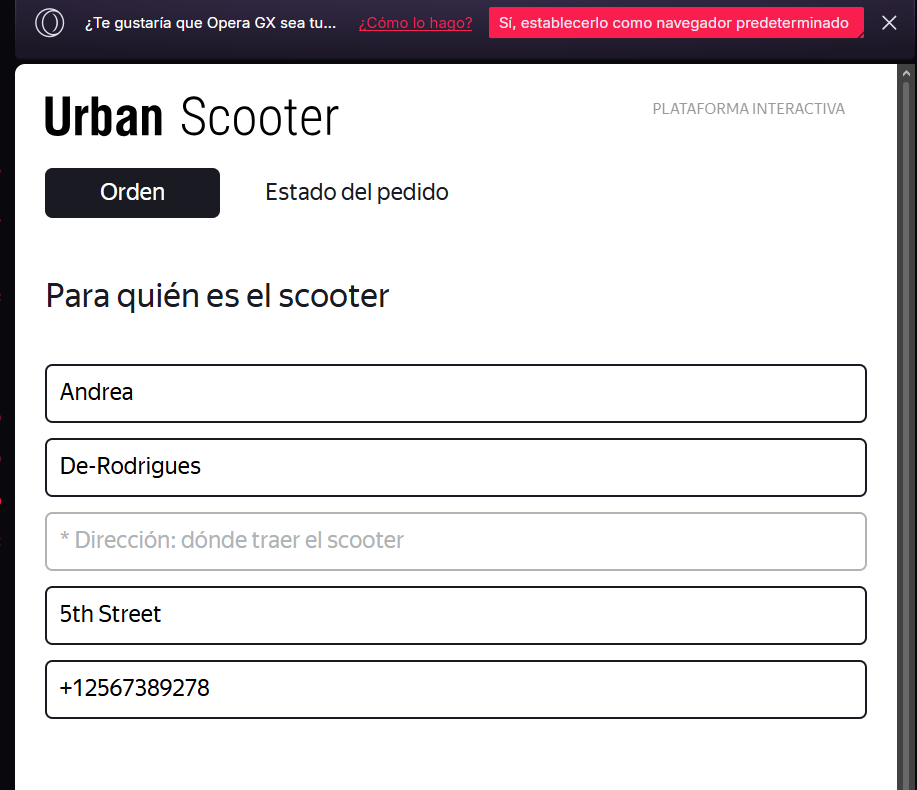 ¿Te gustaría que Opera GX sea tu... ¿Cómo lo hago? Sí, establecerlo como navegador predeterminado
Urban Scooter
PLATAFORMA INTERACTIVA
Orden Estado del pedido
Para quién es el scooter
Andrea
De-Rodrigues
* Dirección: dónde traer el scooter
5th Street
+12567389278